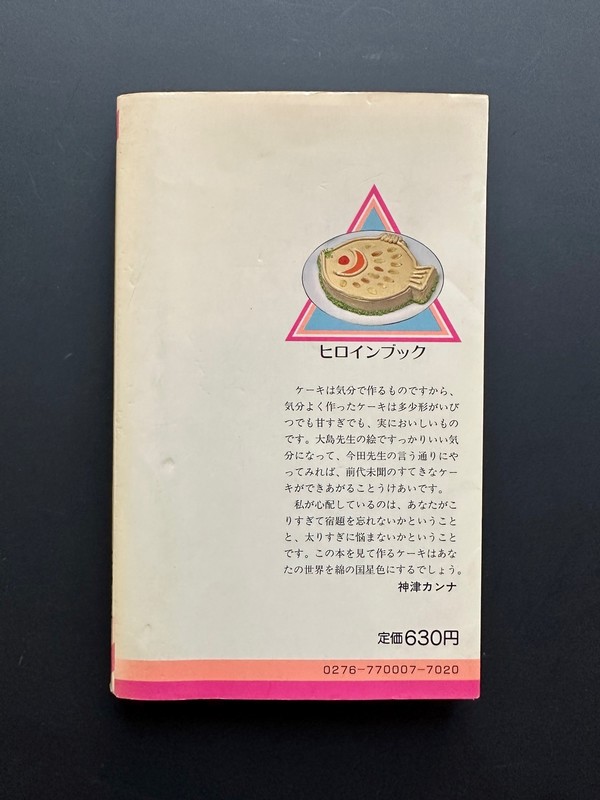 ヒロインブック
ケーキは気分で作るものですから、
気分よく作ったケーキは多少形がいび
つでも甘すぎでも、実においしいもの
です。大島先生の絵ですっかりいい気
分になって、今田先生の言う通りにや
ってみれば、前代未聞のすてきなケー
キができあがることうけあいです。
私が心配しているのは、あなたがこ
りすぎて宿題を忘れないかということ
と、太りすぎに悩まないかということ
です。この本を見て作るケーキはあな
たの世界を綿の国星色にするでしょう。
神津カンナ
定価630円
0276-770007-7020